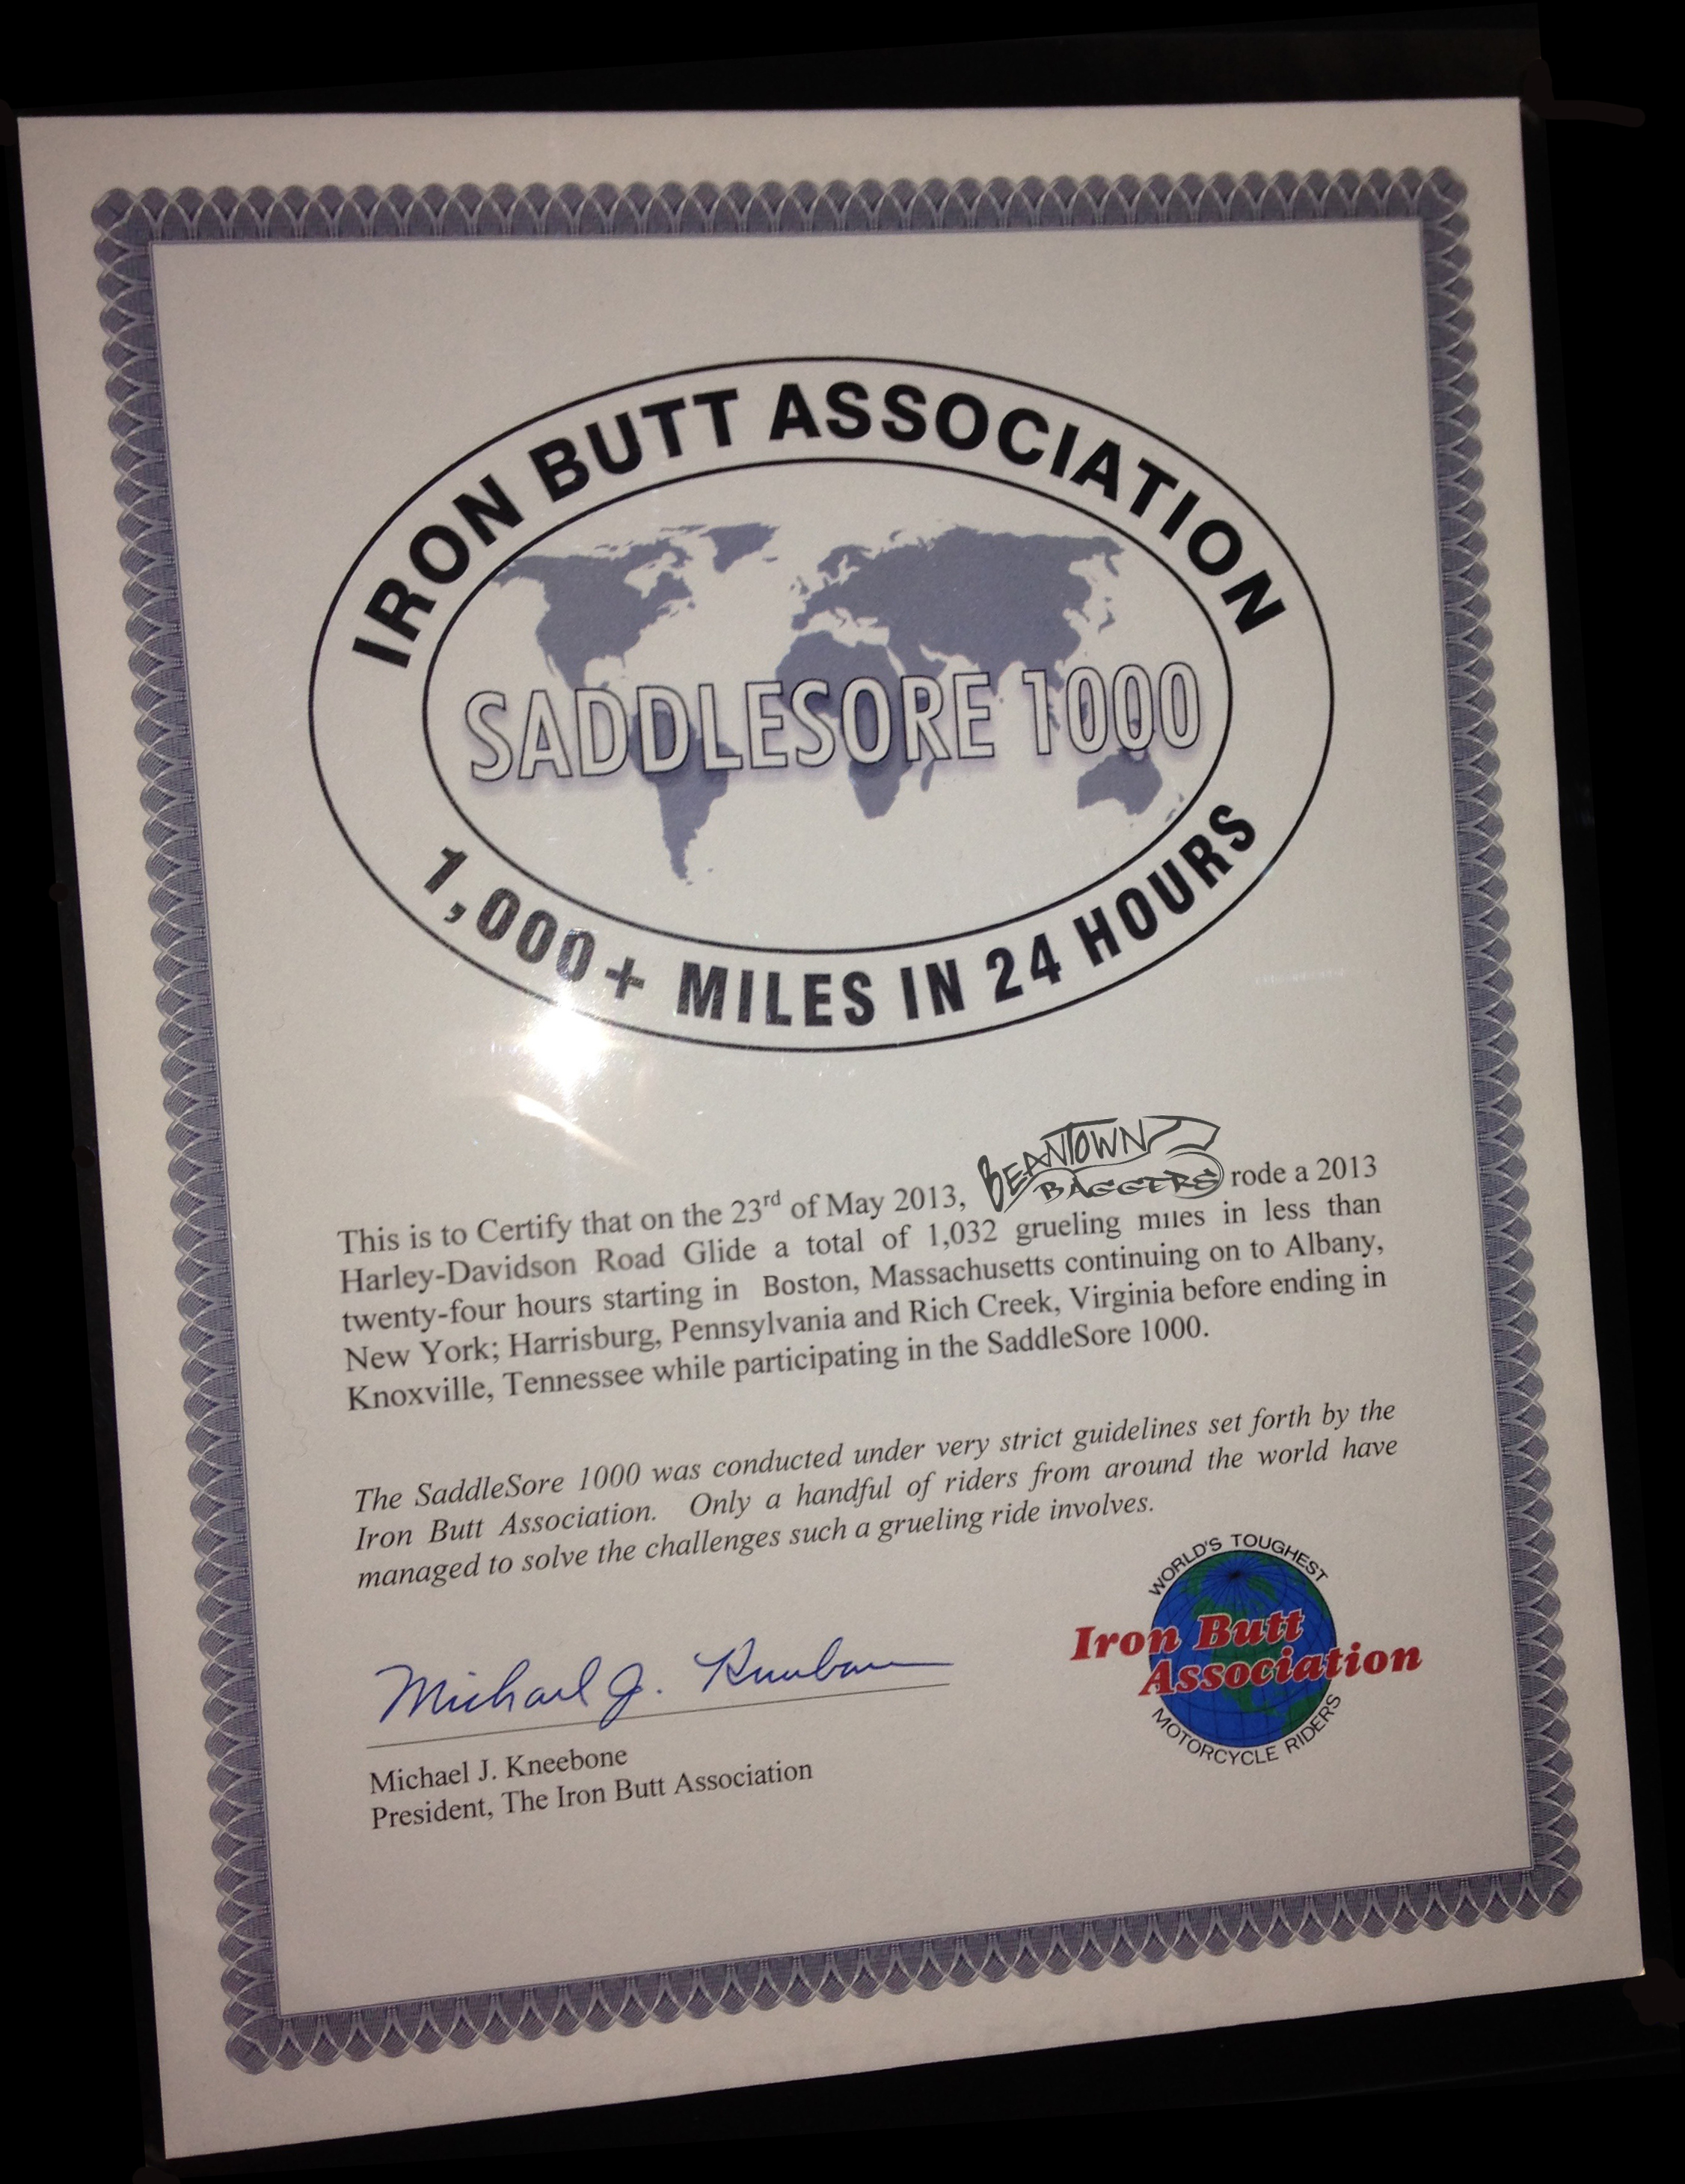 IRON BUTT ASSOCIATION
SADDLESORE 1000
1,000+ MILES IN 24 HOURS
This is to Certify that on the 23rd of May 2013, BEANTOWN BAGGERS rode a 2013
Harley-Davidson Road Glide a total of 1,032 grueling miles in less than
twenty-four hours starting in Boston, Massachusetts continuing on to Albany,
New York; Harrisburg, Pennsylvania and Rich Creek, Virginia before ending in
Knoxville, Tennessee while participating in the SaddleSore 1000.
The SaddleSore 1000 was conducted under very strict guidelines set forth by the
Iron Butt Association. Only a handful of riders from around the world have
managed to solve the challenges such a grueling ride involves.
Michael J. Kneebone
Michael J. Kneebone
President, The Iron Butt Association
WORLD'S TOUGHEST
Iron Butt
Association
MOTORCYCLE RIDERS